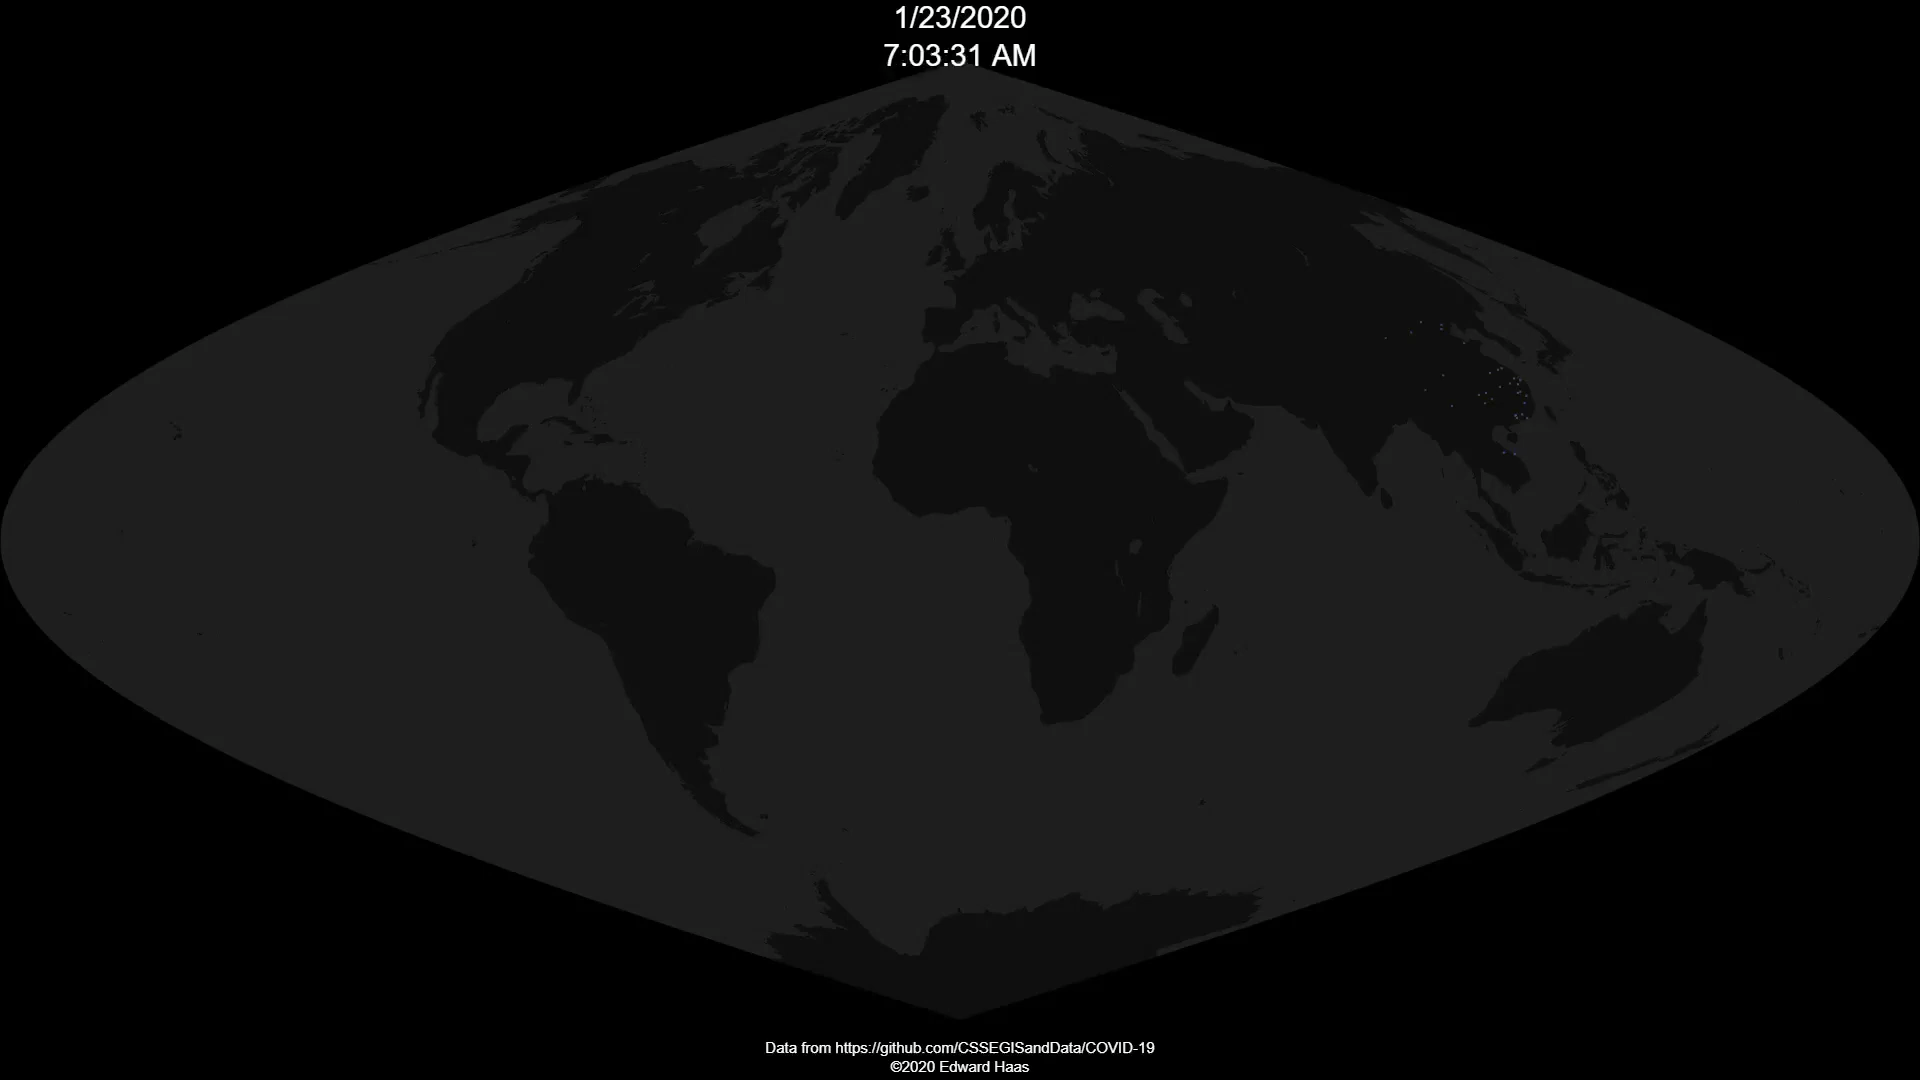 1/23/2020
7:03:31 AM
Data from https://github.com/CSSEGISandData/COVID-19
©2020 Edward Haas